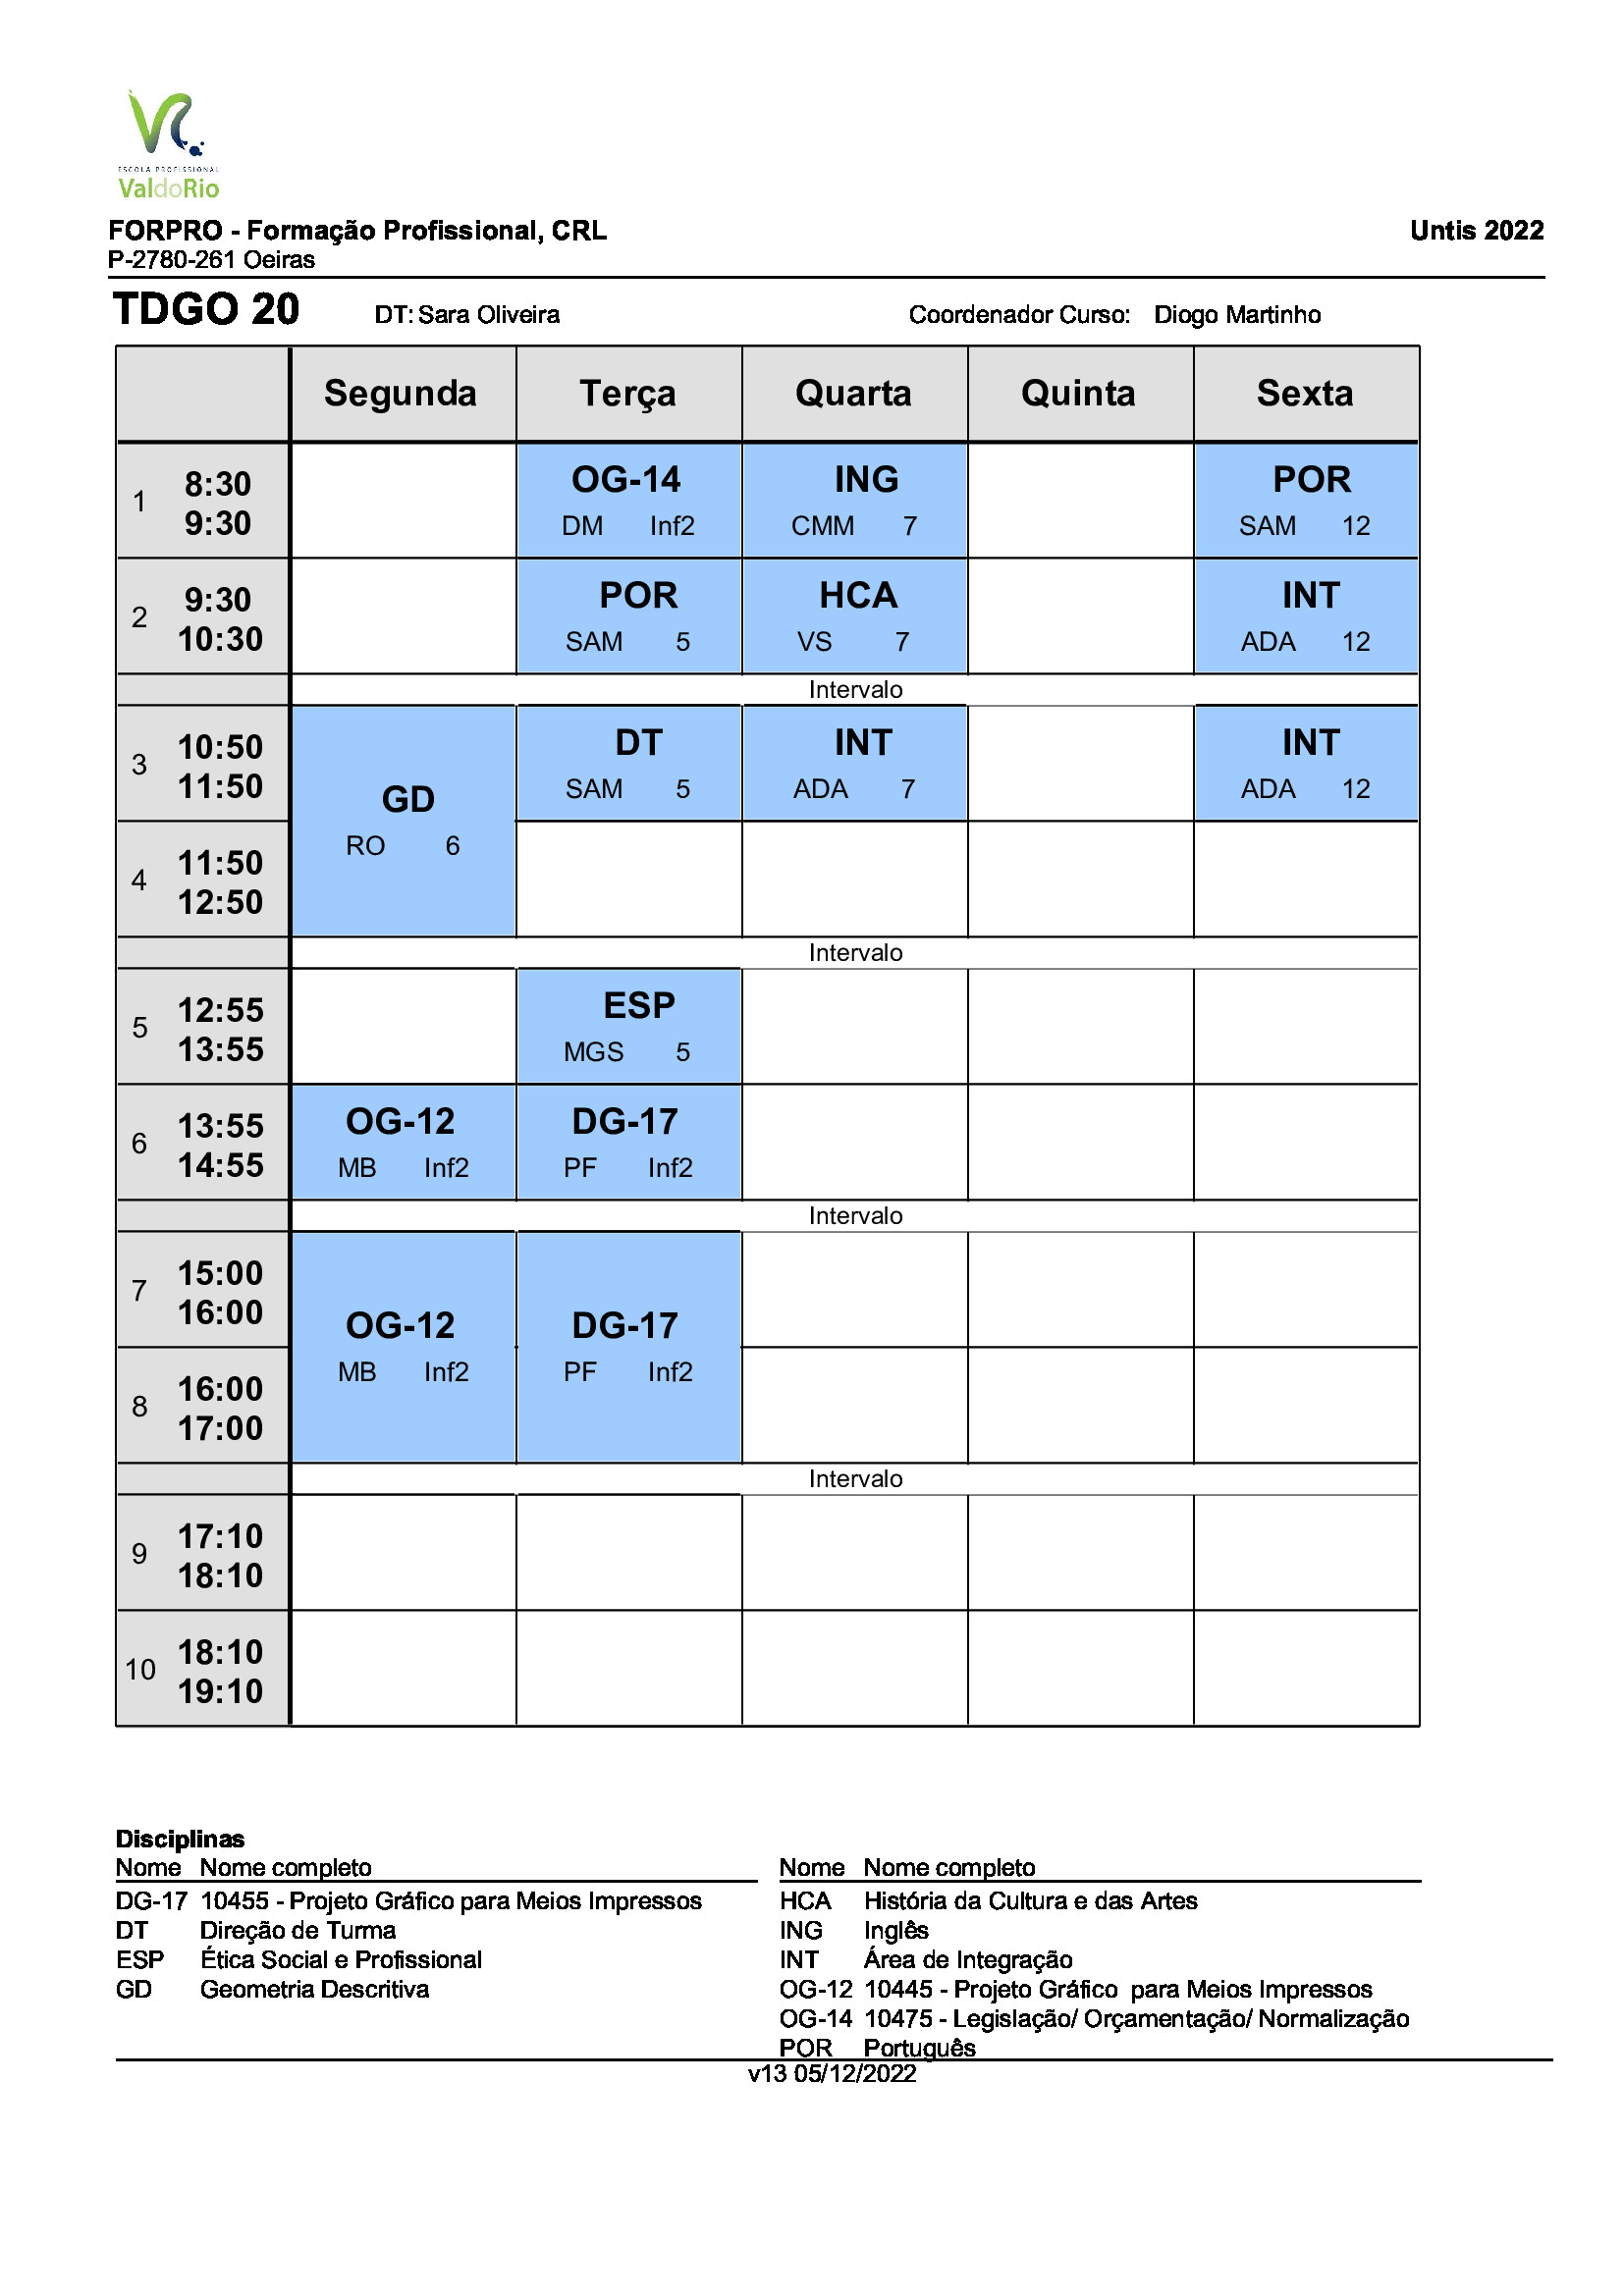 VR
ESCOLA PROFISSIONAL
ValdoRio
FORPRO - Formação Profissional, CRL Untis 2022
P-2780-261 Oeiras
TDGO 20 DT: Sara Oliveira Coordenador Curso: Diogo Martinho
Segunda Terça Quarta Quinta Sexta
1 8:30 9:30 OG-14 DM Inf2 ING CMM 7 POR SAM 12
2 9:30 10:30 POR SAM 5 HCA VS 7 INT ADA 12
Intervalo
3 10:50 11:50 GD RO 6 DT SAM 5 INT ADA 7 INT ADA 12
4 11:50 12:50
Intervalo
5 12:55 13:55 ESP MGS 5
6 13:55 14:55 OG-12 MB Inf2 DG-17 PF Inf2
Intervalo
7 15:00 16:00 OG-12 MB Inf2 DG-17 PF Inf2
8 16:00 17:00
Intervalo
9 17:10 18:10
10 18:10 19:10
Disciplinas
Nome Nome completo Nome Nome completo
DG-17 10455 - Projeto Gráfico para Meios Impressos HCA História da Cultura e das Artes
DT Direção de Turma ING Inglês
ESP Ética Social e Profissional INT Área de Integração
GD Geometria Descritiva OG-12 10445 - Projeto Gráfico para Meios Impressos
OG-14 10475 - Legislação/ Orçamentação/ Normalização
POR Português
v13 05/12/2022